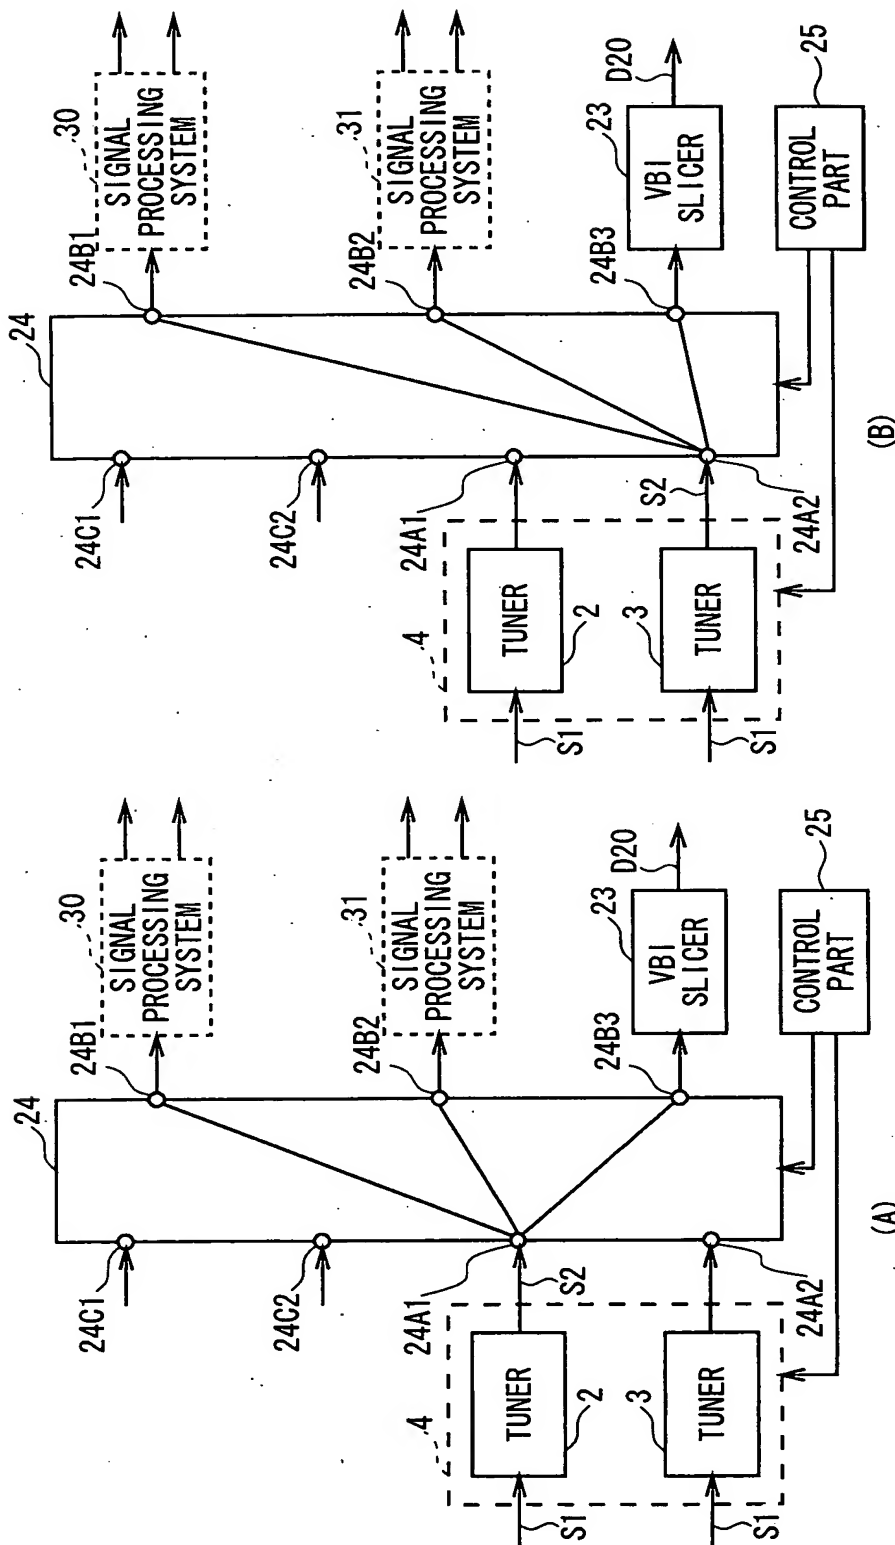 24C1
24C2
24A1
24A2
24
24B1
24B2
24B3
30
SIGNAL
PROCESSING
SYSTEM
31
SIGNAL
PROCESSING
SYSTEM
23
VBI
SLICER
D20
25
CONTROL
PART
4
TUNER
2
TUNER
3
S1
S1
S2
(A)
24C1
24C2
24A1
24A2
24
24B1
24B2
24B3
30
SIGNAL
PROCESSING
SYSTEM
31
SIGNAL
PROCESSING
SYSTEM
23
VBI
SLICER
D20
25
CONTROL
PART
4
TUNER
2
TUNER
3
S1
S1
S2
(B)